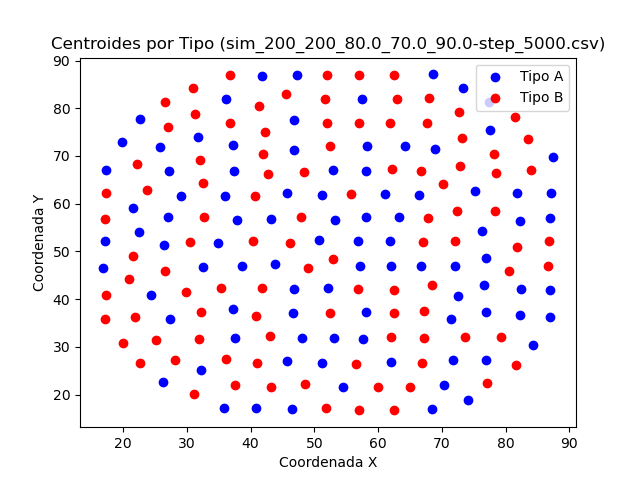 Centroides por Tipo (sim_200_200_80.0_70.0_90.0-step_5000.csv)
Tipo A
Tipo B
90
80
70
60
50
40
30
20
Coordenada Y
20 30 40 50 60 70 80 90
Coordenada X